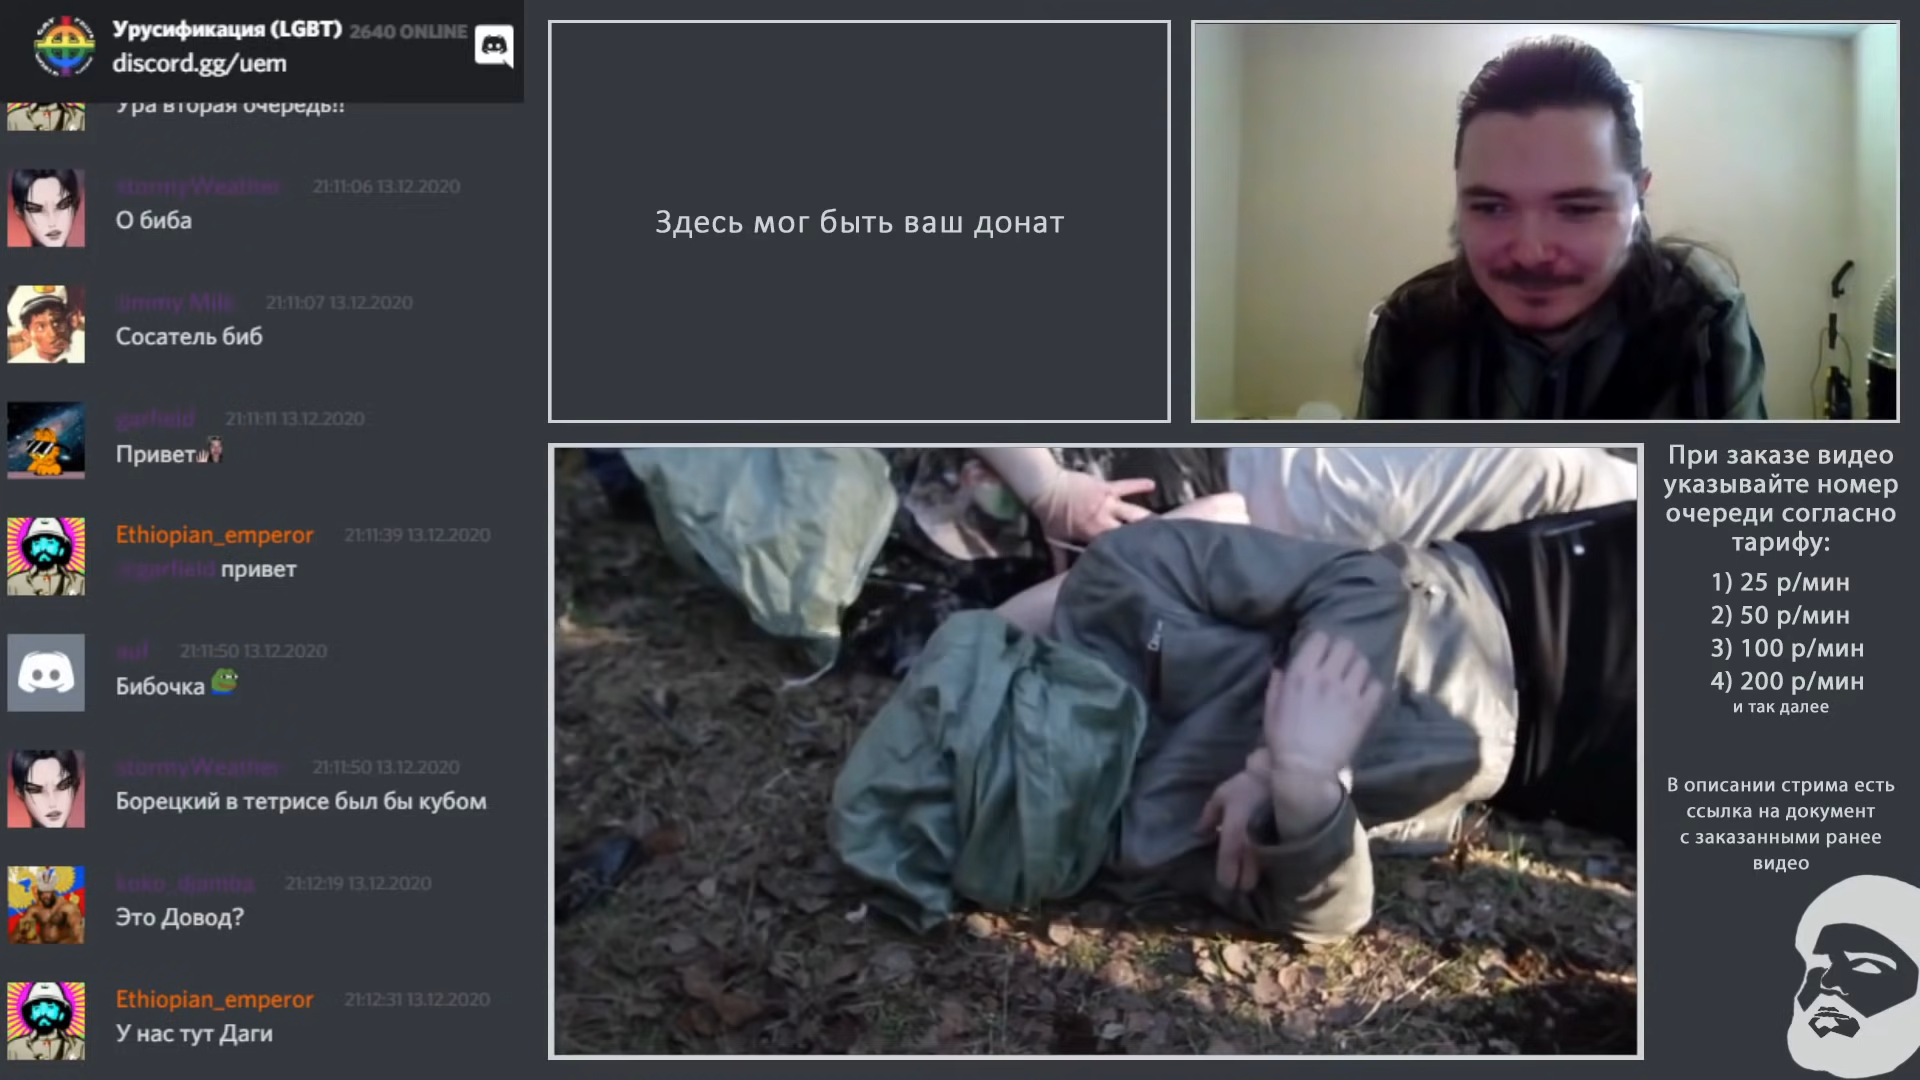 Урусификация (LGBT) 2640 ONLINE
discord.gg/uem
Ура вторая очередь!!
stormyWeather 21:11:06 13.12.2020
О биба
21:11:07 13.12.2020
Сосатель биб
garfield 21:11:11 13.12.2020
Привет
Ethiopian_emperor 21:11:39 13.12.2020
@garfield привет
21:11:50 13.12.2020
Бибочка
stormyWeather 21:11:50 13.12.2020
Борецкий в тетрисе был бы кубом
21:12:19 13.12.2020
Это Довод?
Ethiopian_emperor 21:12:31 13.12.2020
У нас тут Даги
Здесь мог быть ваш донат
При заказе видео
указывайте номер
очереди согласно
тарифу:
1) 25 р/мин
2) 50 р/мин
3) 100 р/мин
4) 200 р/мин
и так далее
В описании стрима есть
ссылка на документ
с заказанными ранее
видео